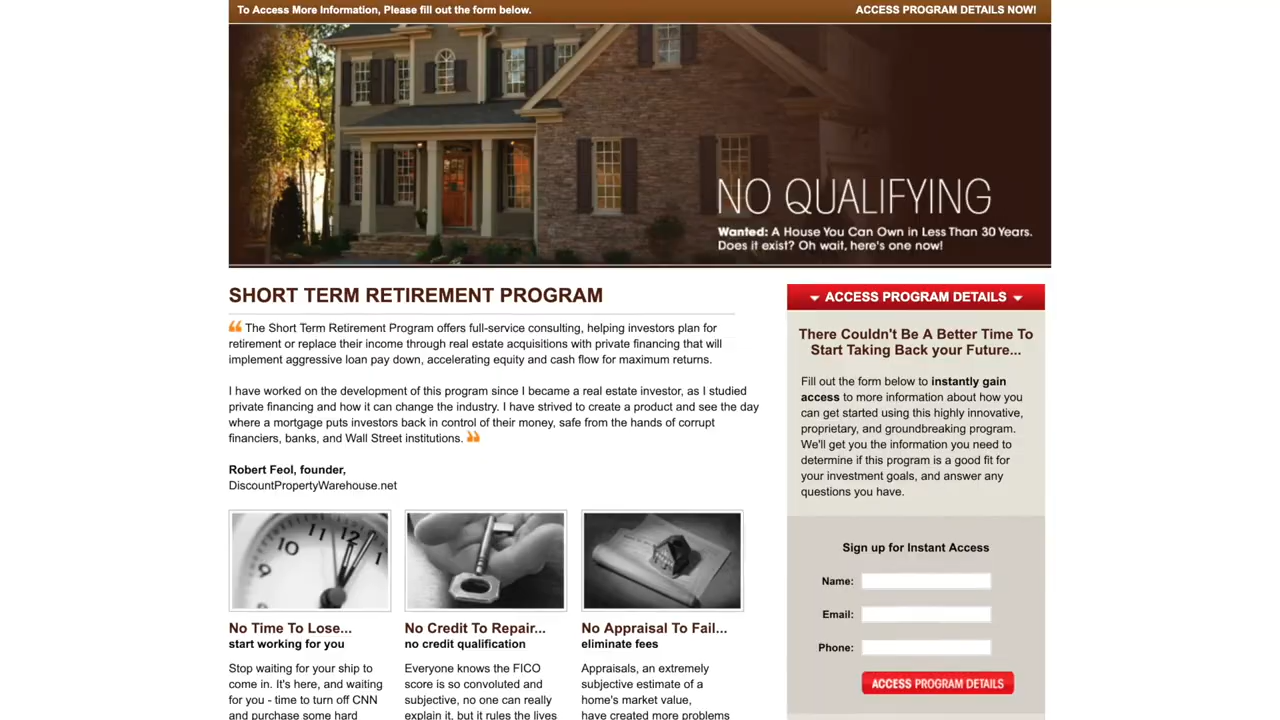 To Access More Information, Please fill out the form below.
ACCESS PROGRAM DETAILS NOW!
NO QUALIFYING
Wanted: A House You Can Own in Less Than 30 Years.
Does it exist? Oh wait, here's one now!
SHORT TERM RETIREMENT PROGRAM
“ The Short Term Retirement Program offers full-service consulting, helping investors plan for
retirement or replace their income through real estate acquisitions with private financing that will
implement aggressive loan pay down, accelerating equity and cash flow for maximum returns.
I have worked on the development of this program since I became a real estate investor, as I studied
private financing and how it can change the industry. I have strived to create a product and see the day
where a mortgage puts investors back in control of their money, safe from the hands of corrupt
financiers, banks, and Wall Street institutions. ”
Robert Feol, founder,
DiscountPropertyWarehouse.net
10
11
12
1
9
8
No Time To Lose...
start working for you
Stop waiting for your ship to
come in. It's here, and waiting
for you - time to turn off CNN
and purchase some hard
No Credit To Repair...
no credit qualification
Everyone knows the FICO
score is so convoluted and
subjective, no one can really
explain it, but it rules the lives
No Appraisal To Fail...
eliminate fees
Appraisals, an extremely
subjective estimate of a
home's market value,
have created more problems
ACCESS PROGRAM DETAILS
There Couldn't Be A Better Time To
Start Taking Back your Future...
Fill out the form below to instantly gain
access to more information about how you
can get started using this highly innovative,
proprietary, and groundbreaking program.
We'll get you the information you need to
determine if this program is a good fit for
your investment goals, and answer any
questions you have.
Sign up for Instant Access
Name:
Email:
Phone:
ACCESS PROGRAM DETAILS